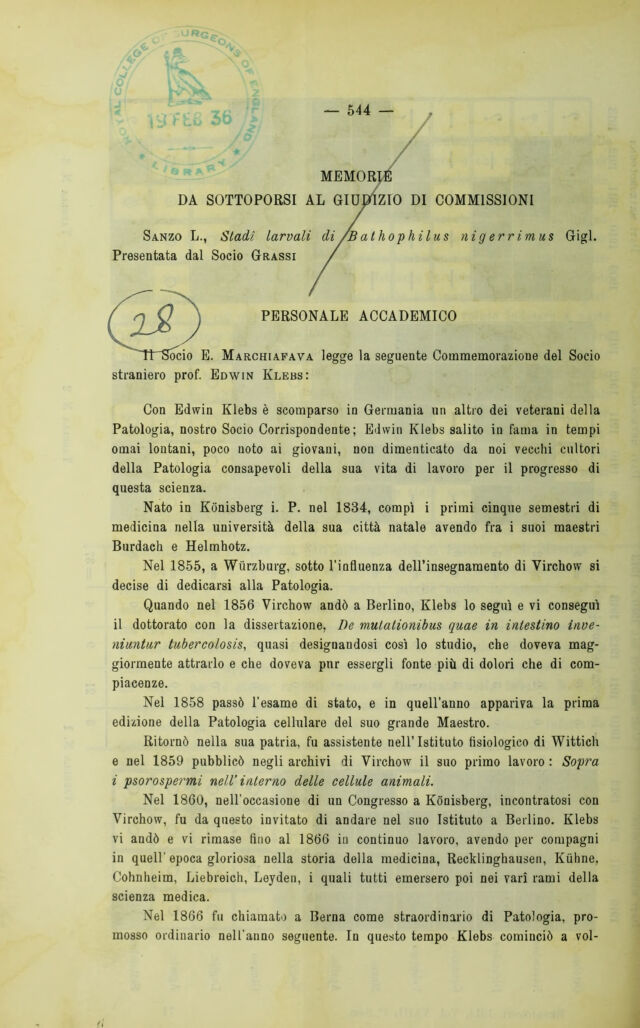 ROYAL COLLEGE OF SURGEONS OF ENGLAND
19 FEB 36
* LIBRARY *
— 544 —
MEMORIE
DA SOTTOPORSI AL GIUDIZIO DI COMMISSIONI
SANZO L., Stadî larvali di Bathophilus nigerrimus Gigl.
Presentata dal Socio GRASSI
28
PERSONALE ACCADEMICO
Il Socio E. MARCHIAFAVA legge la seguente Commemorazione del Socio
straniero prof. EDWIN KLEBS:
Con Edwin Klebs è scomparso in Germania un altro dei veterani della
Patologia, nostro Socio Corrispondente; Edwin Klebs salito in fama in tempi
omai lontani, poco noto ai giovani, non dimenticato da noi vecchi cultori
della Patologia consapevoli della sua vita di lavoro per il progresso di
questa scienza.
Nato in Könisberg i. P. nel 1834, compì i primi cinque semestri di
medicina nella università della sua città natale avendo fra i suoi maestri
Burdach e Helmhotz.
Nel 1855, a Würzburg, sotto l'influenza dell'insegnamento di Virchow si
decise di dedicarsi alla Patologia.
Quando nel 1856 Virchow andò a Berlino, Klebs lo seguì e vi conseguì
il dottorato con la dissertazione, De mutationibus quae in intestino inve-
niuntur tubercolosis, quasi designandosi così lo studio, che doveva mag-
giormente attrarlo e che doveva pur essergli fonte più di dolori che di com-
piacenze.
Nel 1858 passò l'esame di stato, e in quell'anno appariva la prima
edizione della Patologia cellulare del suo grande Maestro.
Ritornò nella sua patria, fu assistente nell'Istituto fisiologico di Wittich
e nel 1859 pubblicò negli archivi di Virchow il suo primo lavoro: Sopra
i psorospermi nell'interno delle cellule animali.
Nel 1860, nell'occasione di un Congresso a Könisberg, incontratosi con
Virchow, fu da questo invitato di andare nel suo Istituto a Berlino. Klebs
vi andò e vi rimase fino al 1866 in continuo lavoro, avendo per compagni
in quell'epoca gloriosa nella storia della medicina, Recklinghausen, Kühne,
Cohnheim, Liebreich, Leyden, i quali tutti emersero poi nei varî rami della
scienza medica.
Nel 1866 fu chiamato a Berna come straordinario di Patologia, pro-
mosso ordinario nell'anno seguente. In questo tempo Klebs cominciò a vol-